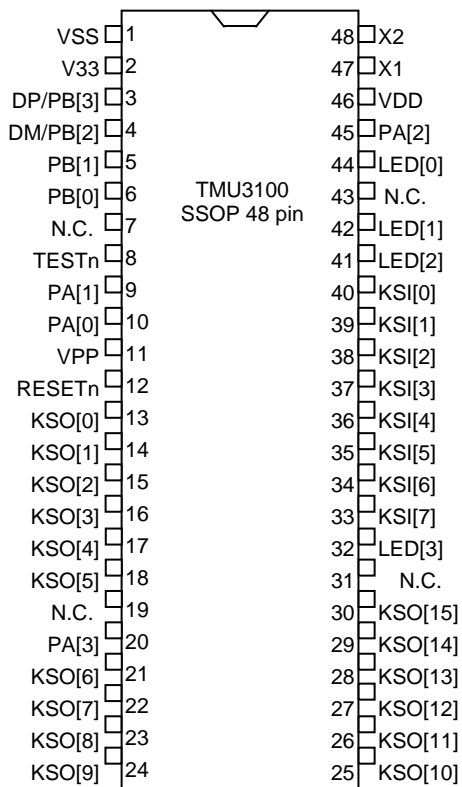 VSS 1 48 X2
V33 2 47 X1
DP/PB[3] 3 46 VDD
DM/PB[2] 4 45 PA[2]
PB[1] 5 44 LED[0]
PB[0] 6 TMU3100 43 N.C.
N.C. 7 SSOP 48 pin 42 LED[1]
TESTn 8 41 LED[2]
PA[1] 9 40 KSI[0]
PA[0] 10 39 KSI[1]
VPP 11 38 KSI[2]
RESETn 12 37 KSI[3]
KSO[0] 13 36 KSI[4]
KSO[1] 14 35 KSI[5]
KSO[2] 15 34 KSI[6]
KSO[3] 16 33 KSI[7]
KSO[4] 17 32 LED[3]
KSO[5] 18 31 N.C.
N.C. 19 30 KSO[15]
PA[3] 20 29 KSO[14]
KSO[6] 21 28 KSO[13]
KSO[7] 22 27 KSO[12]
KSO[8] 23 26 KSO[11]
KSO[9] 24 25 KSO[10]